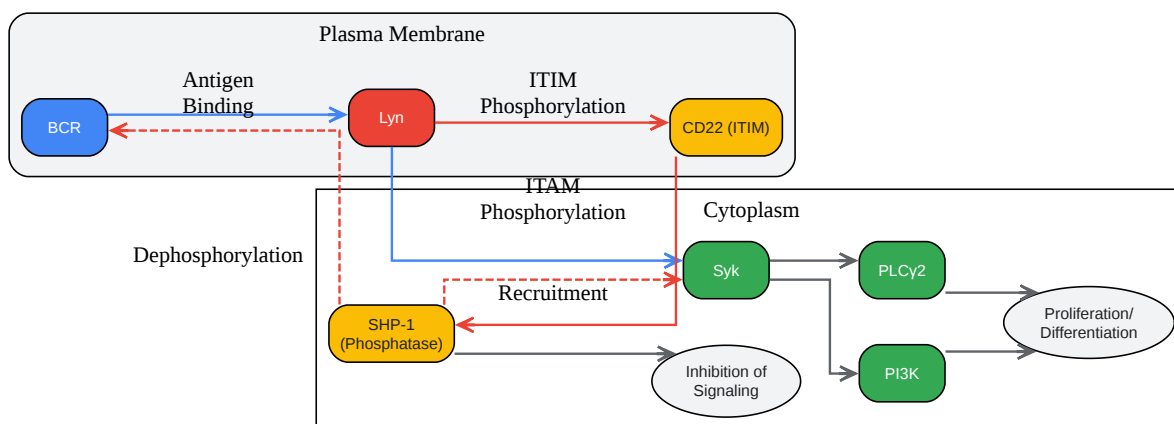 Plasma Membrane
Antigen
Binding
ITIM
Phosphorylation
BCR
Lyn
CD22 (ITIM)
ITAM
Phosphorylation
Cytoplasm
Dephosphorylation
Syk
PLCγ2
Recruitment
SHP-1
(Phosphatase)
Proliferation/
Differentiation
Inhibition of
Signaling
PI3K